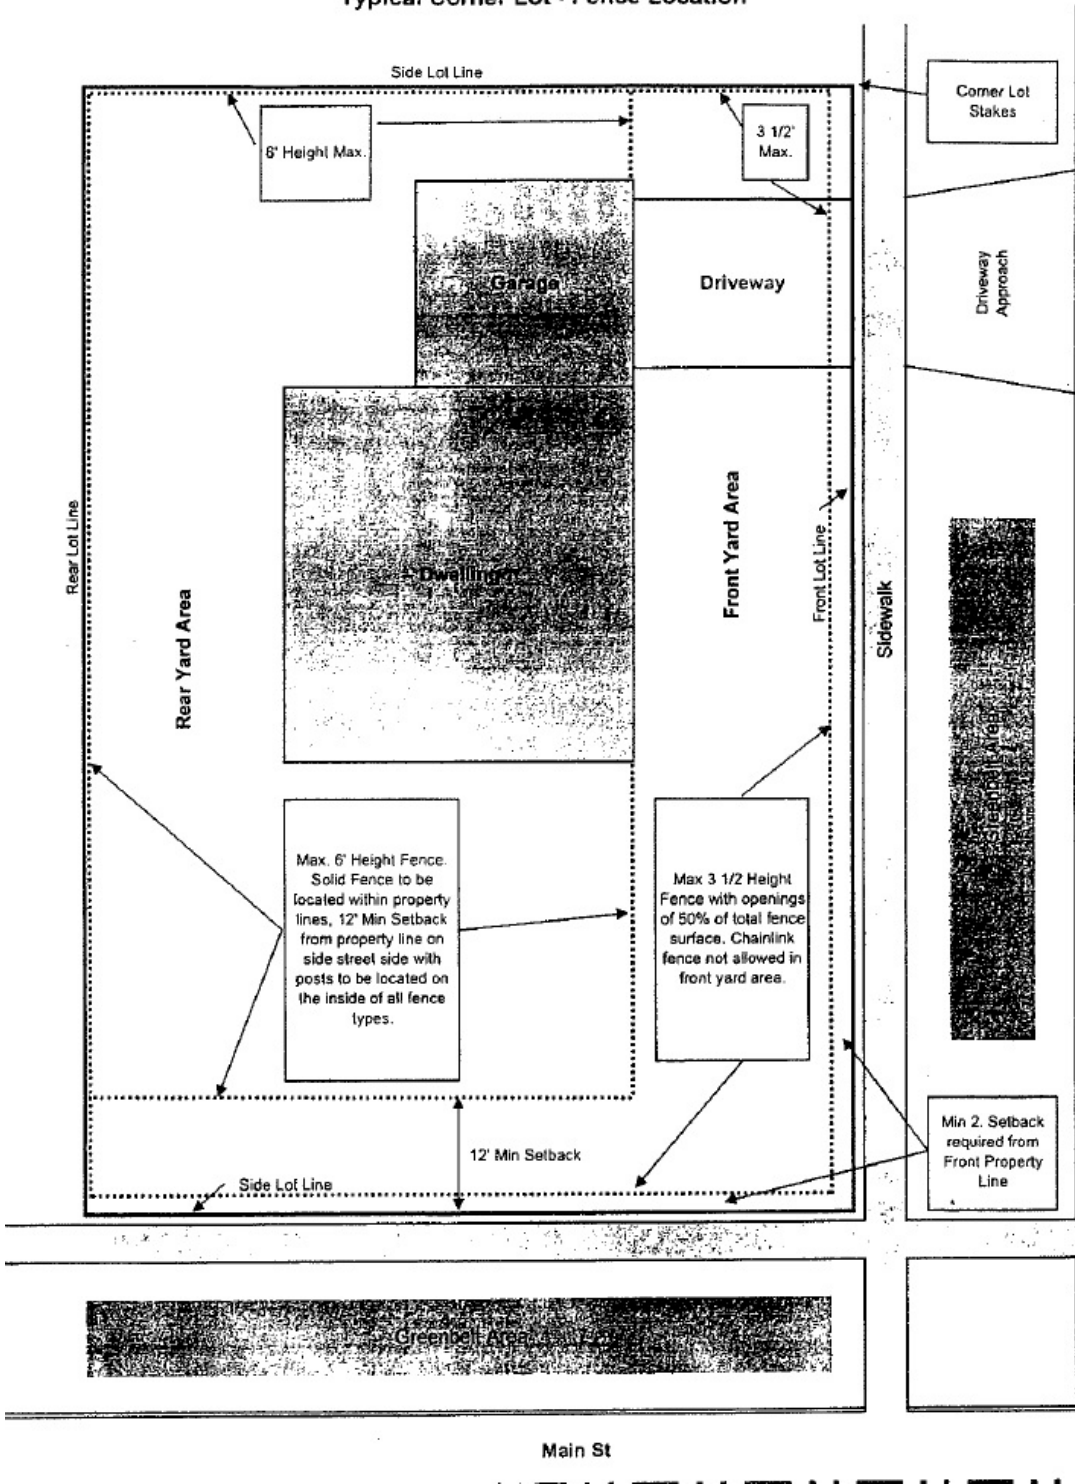 Typical Corner Lot - Fence Location
Side Lot Line
Corner Lot
Stakes
6' Height Max.
3 1/2'
Max.
Garage
Driveway
Driveway
Approach
Rear Lot Line
Rear Yard Area
Dwelling
Front Yard Area
Front Lot Line
Sidewalk
Greenbelt Area
Max. 6' Height Fence.
Solid Fence to be
located within property
lines, 12' Min Setback
from property line on
side street side with
posts to be located on
the inside of all fence
types.
Max 3 1/2 Height
Fence with openings
of 50% of total fence
surface. Chainlink
fence not allowed in
front yard area.
Min 2. Setback
required from
Front Property
Line
12' Min Setback
Side Lot Line
Greenbelt Area
Main St